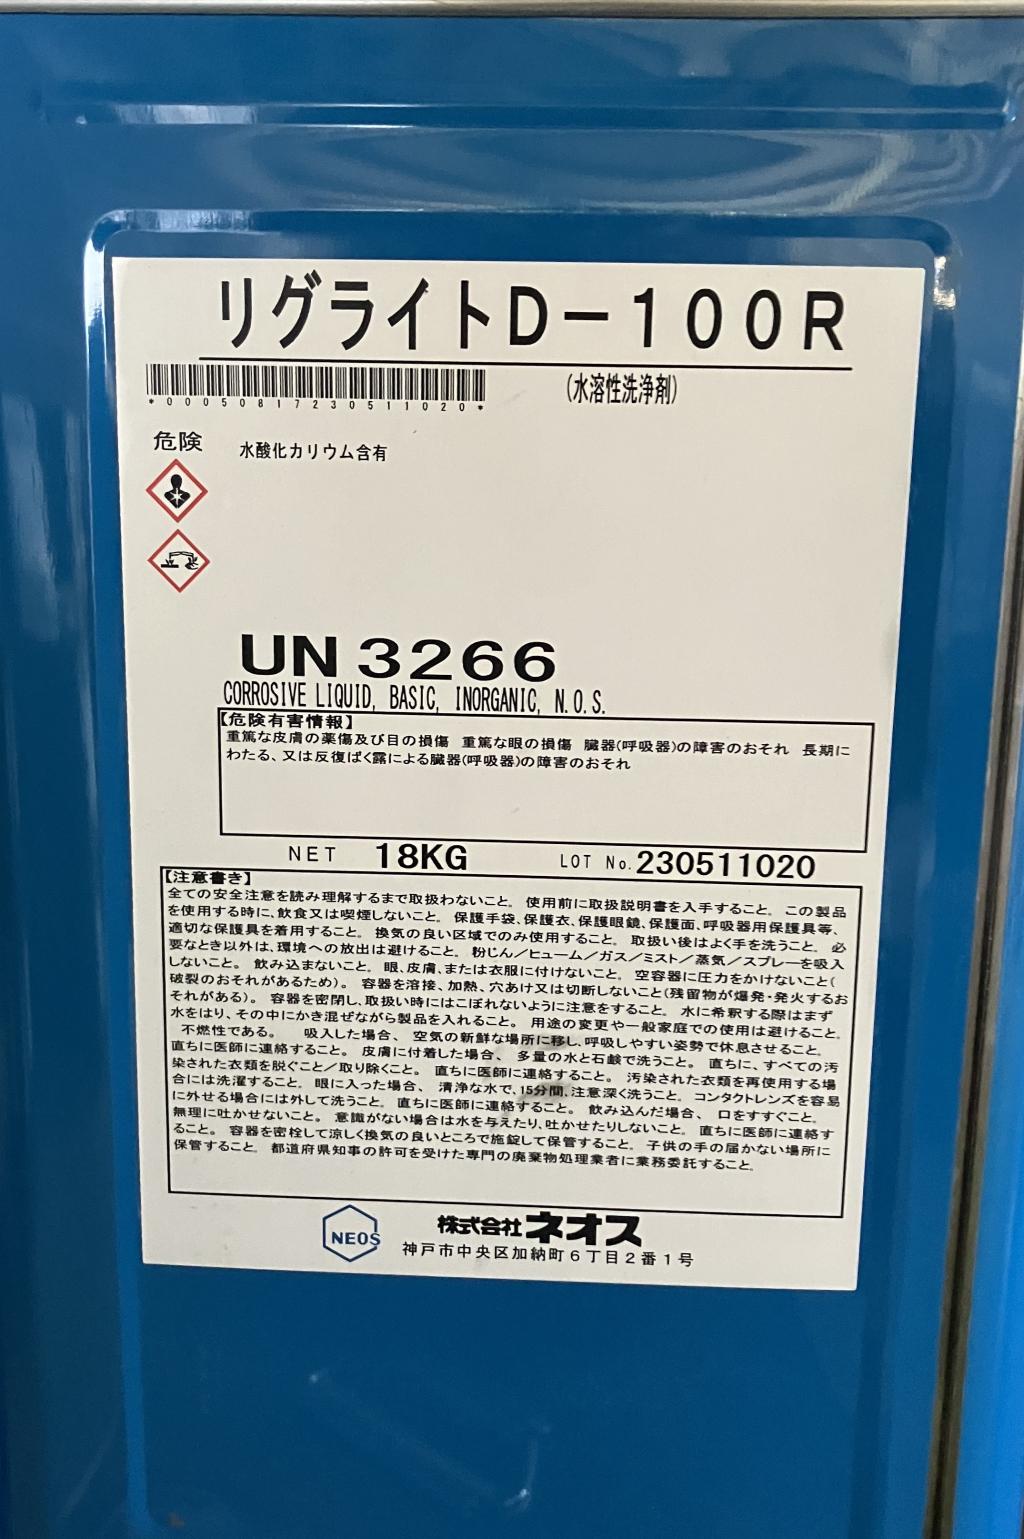 リグライトD-100R
*000508172305​11020*
(水溶性洗浄剤)
危険
水酸化カリウム含有
UN 3266
CORROSIVE LIQUID, BASIC, INORGANIC, N.O.S.
【危険有害情報】
重篤な皮膚の薬傷及び目の損傷 重篤な眼の損傷 臓器(呼吸器)の障害のおそれ 長期に
わたる、又は反復ばく露による臓器(呼吸器)の障害のおそれ
NET 18KG
LOT No.230511020
【注意書き】
全ての安全注意を読み理解するまで取扱わないこと。 使用前に取扱説明書を入手すること。 この製品
を使用する時に、飲食又は喫煙しないこと。 保護手袋、保護衣、保護眼鏡、保護面、呼吸器用保護具等、
適切な保護具を着用すること。 換気の良い区域でのみ使用すること。 取扱い後はよく手を洗うこと。 必
要なとき以外は、環境への放出は避けること。 粉じん/ヒューム/ガス/ミスト/蒸気/スプレーを吸入
しないこと。 飲み込まないこと。 眼、皮膚、または衣服に付けないこと。 空容器に圧力をかけないこと(
破裂のおそれがあるため)。 容器を溶接、加熱、穴あけ又は切断しないこと(残留物が爆発・発火するお
それがある)。 容器を密閉し、取扱い時にはこぼれないように注意をすること。 水に希釈する際はまず
水をはり、その中にかき混ぜながら製品を入れること。 用途の変更や一般家庭での使用は避けること。
不燃性である。 吸入した場合、 空気の新鮮な場所に移し、呼吸しやすい姿勢で休息させること。
直ちに医師に連絡すること。 皮膚に付着した場合、 多量の水と石鹸で洗うこと。 直ちに、すべての汚
染された衣類を脱ぐこと/取り除くこと。 直ちに医師に連絡すること。 汚染された衣類を再使用する場
合には洗濯すること。 眼に入った場合、 清浄な水で、15分間、注意深く洗うこと。 コンタクトレンズを容易
に外せる場合には外して洗うこと。 直ちに医師に連絡すること。 飲み込んだ場合、 口をすすぐこと。
無理に吐かせないこと。 意識がない場合は水を与えたり、吐かせたりしないこと。 直ちに医師に連絡す
ること。 容器を密栓して涼しく換気の良いところで施錠して保管すること。 子供の手の届かない場所に
保管すること。 都道府県知事の許可を受けた専門の廃棄物処理業者に業務委託すること。
NEOS
株式会社ネオス
神戸市中央区加納町6丁目2番1号